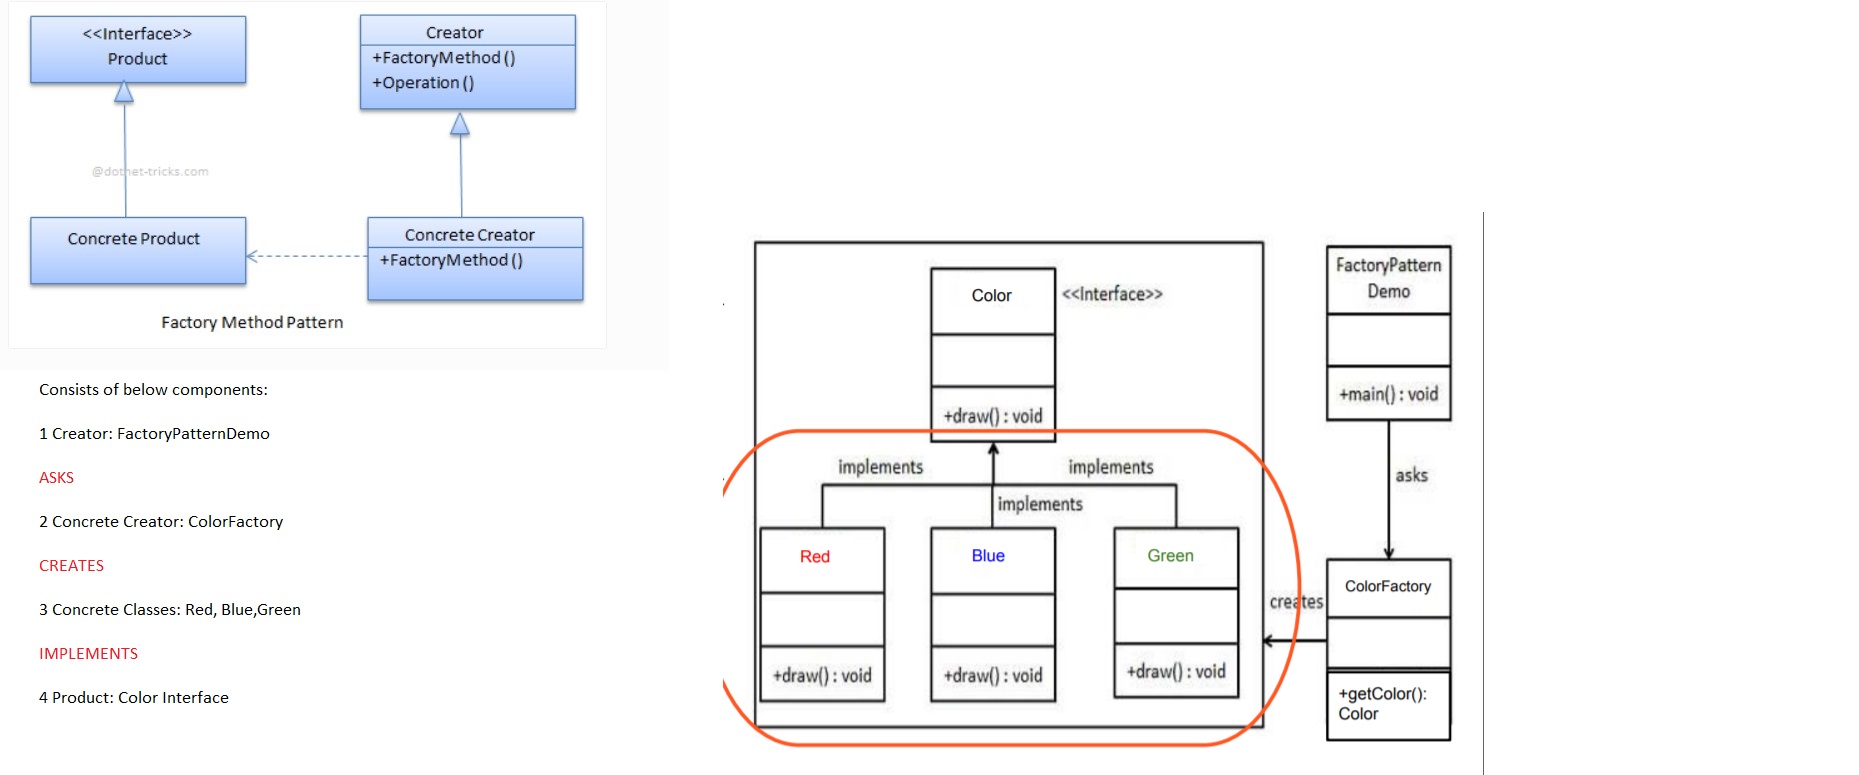 <<Interface>>
Product
Creator
+FactoryMethod ()
+Operation ()
@dotnet-tricks.com
Concrete Product
Concrete Creator
+FactoryMethod ()
Factory Method Pattern
Consists of below components:
1 Creator: FactoryPatternDemo
ASKS
2 Concrete Creator: ColorFactory
CREATES
3 Concrete Classes: Red, Blue,Green
IMPLEMENTS
4 Product: Color Interface
Color
<<Interface>>
+draw() : void
implements
implements
implements
Red
+draw() : void
Blue
+draw() : void
Green
+draw() : void
FactoryPattern
Demo
+main() : void
asks
creates
ColorFactory
+getColor():
Color